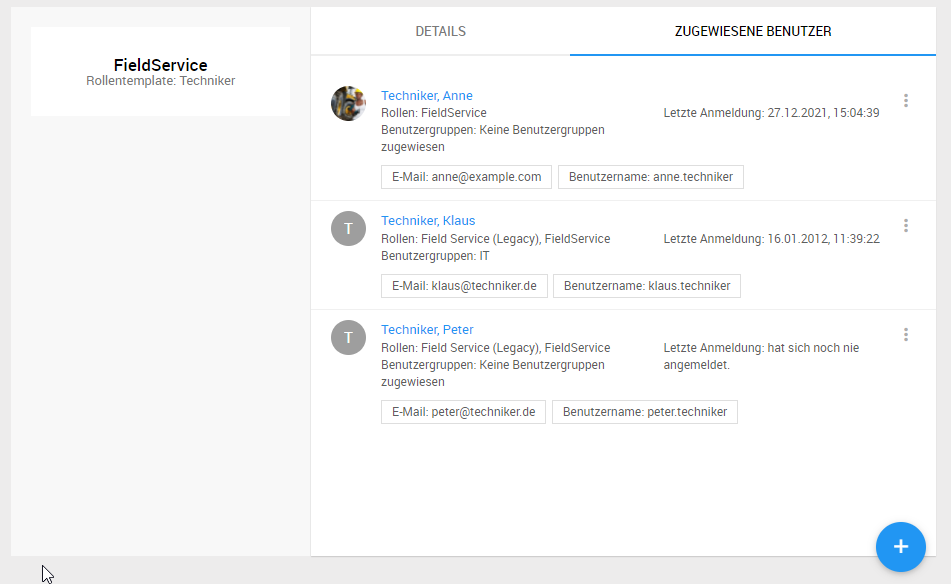 FieldService
Rollentemplate: Techniker
DETAILS
ZUGEWIESENE BENUTZER
Techniker, Anne
Rollen: FieldService
Letzte Anmeldung: 27.12.2021, 15:04:39
Benutzergruppen: Keine Benutzergruppen
zugewiesen
E-Mail: anne@example.com
Benutzername: anne.techniker
T
Techniker, Klaus
Rollen: Field Service (Legacy), FieldService
Letzte Anmeldung: 16.01.2012, 11:39:22
Benutzergruppen: IT
E-Mail: klaus@techniker.de
Benutzername: klaus.techniker
T
Techniker, Peter
Rollen: Field Service (Legacy), FieldService
Letzte Anmeldung: hat sich noch nie
angemeldet.
Benutzergruppen: Keine Benutzergruppen
zugewiesen
E-Mail: peter@techniker.de
Benutzername: peter.techniker
+